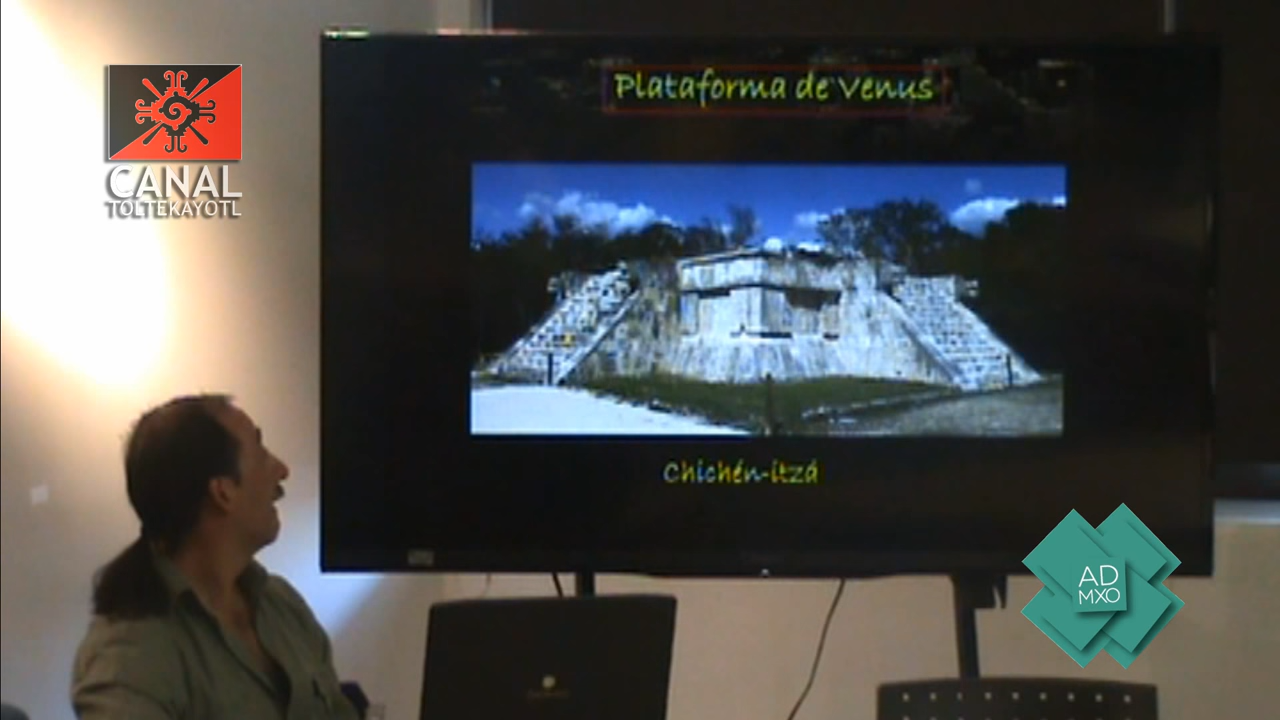 Plataforma de Venus
CANAL
TOLTEKAYOTL
Chichén-itzá
AD
MXO